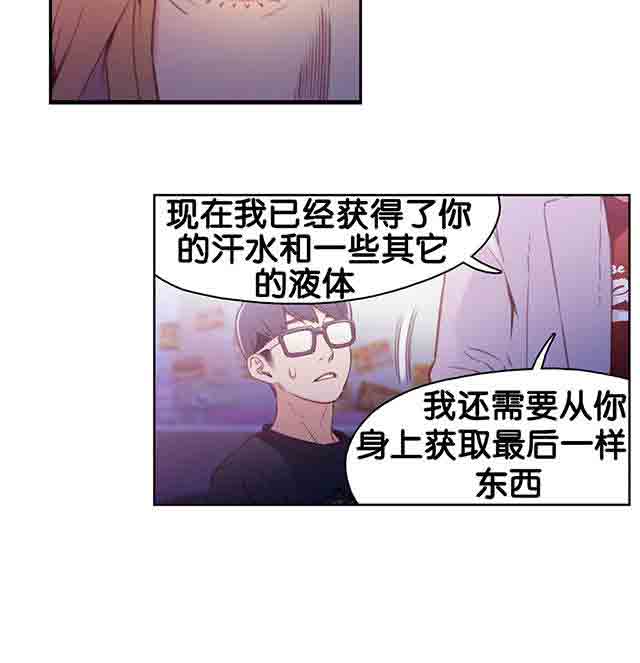 现在我已经获得了你
的汗水和一些其它
的液体
我还需要从你
身上获取最后一样
东西